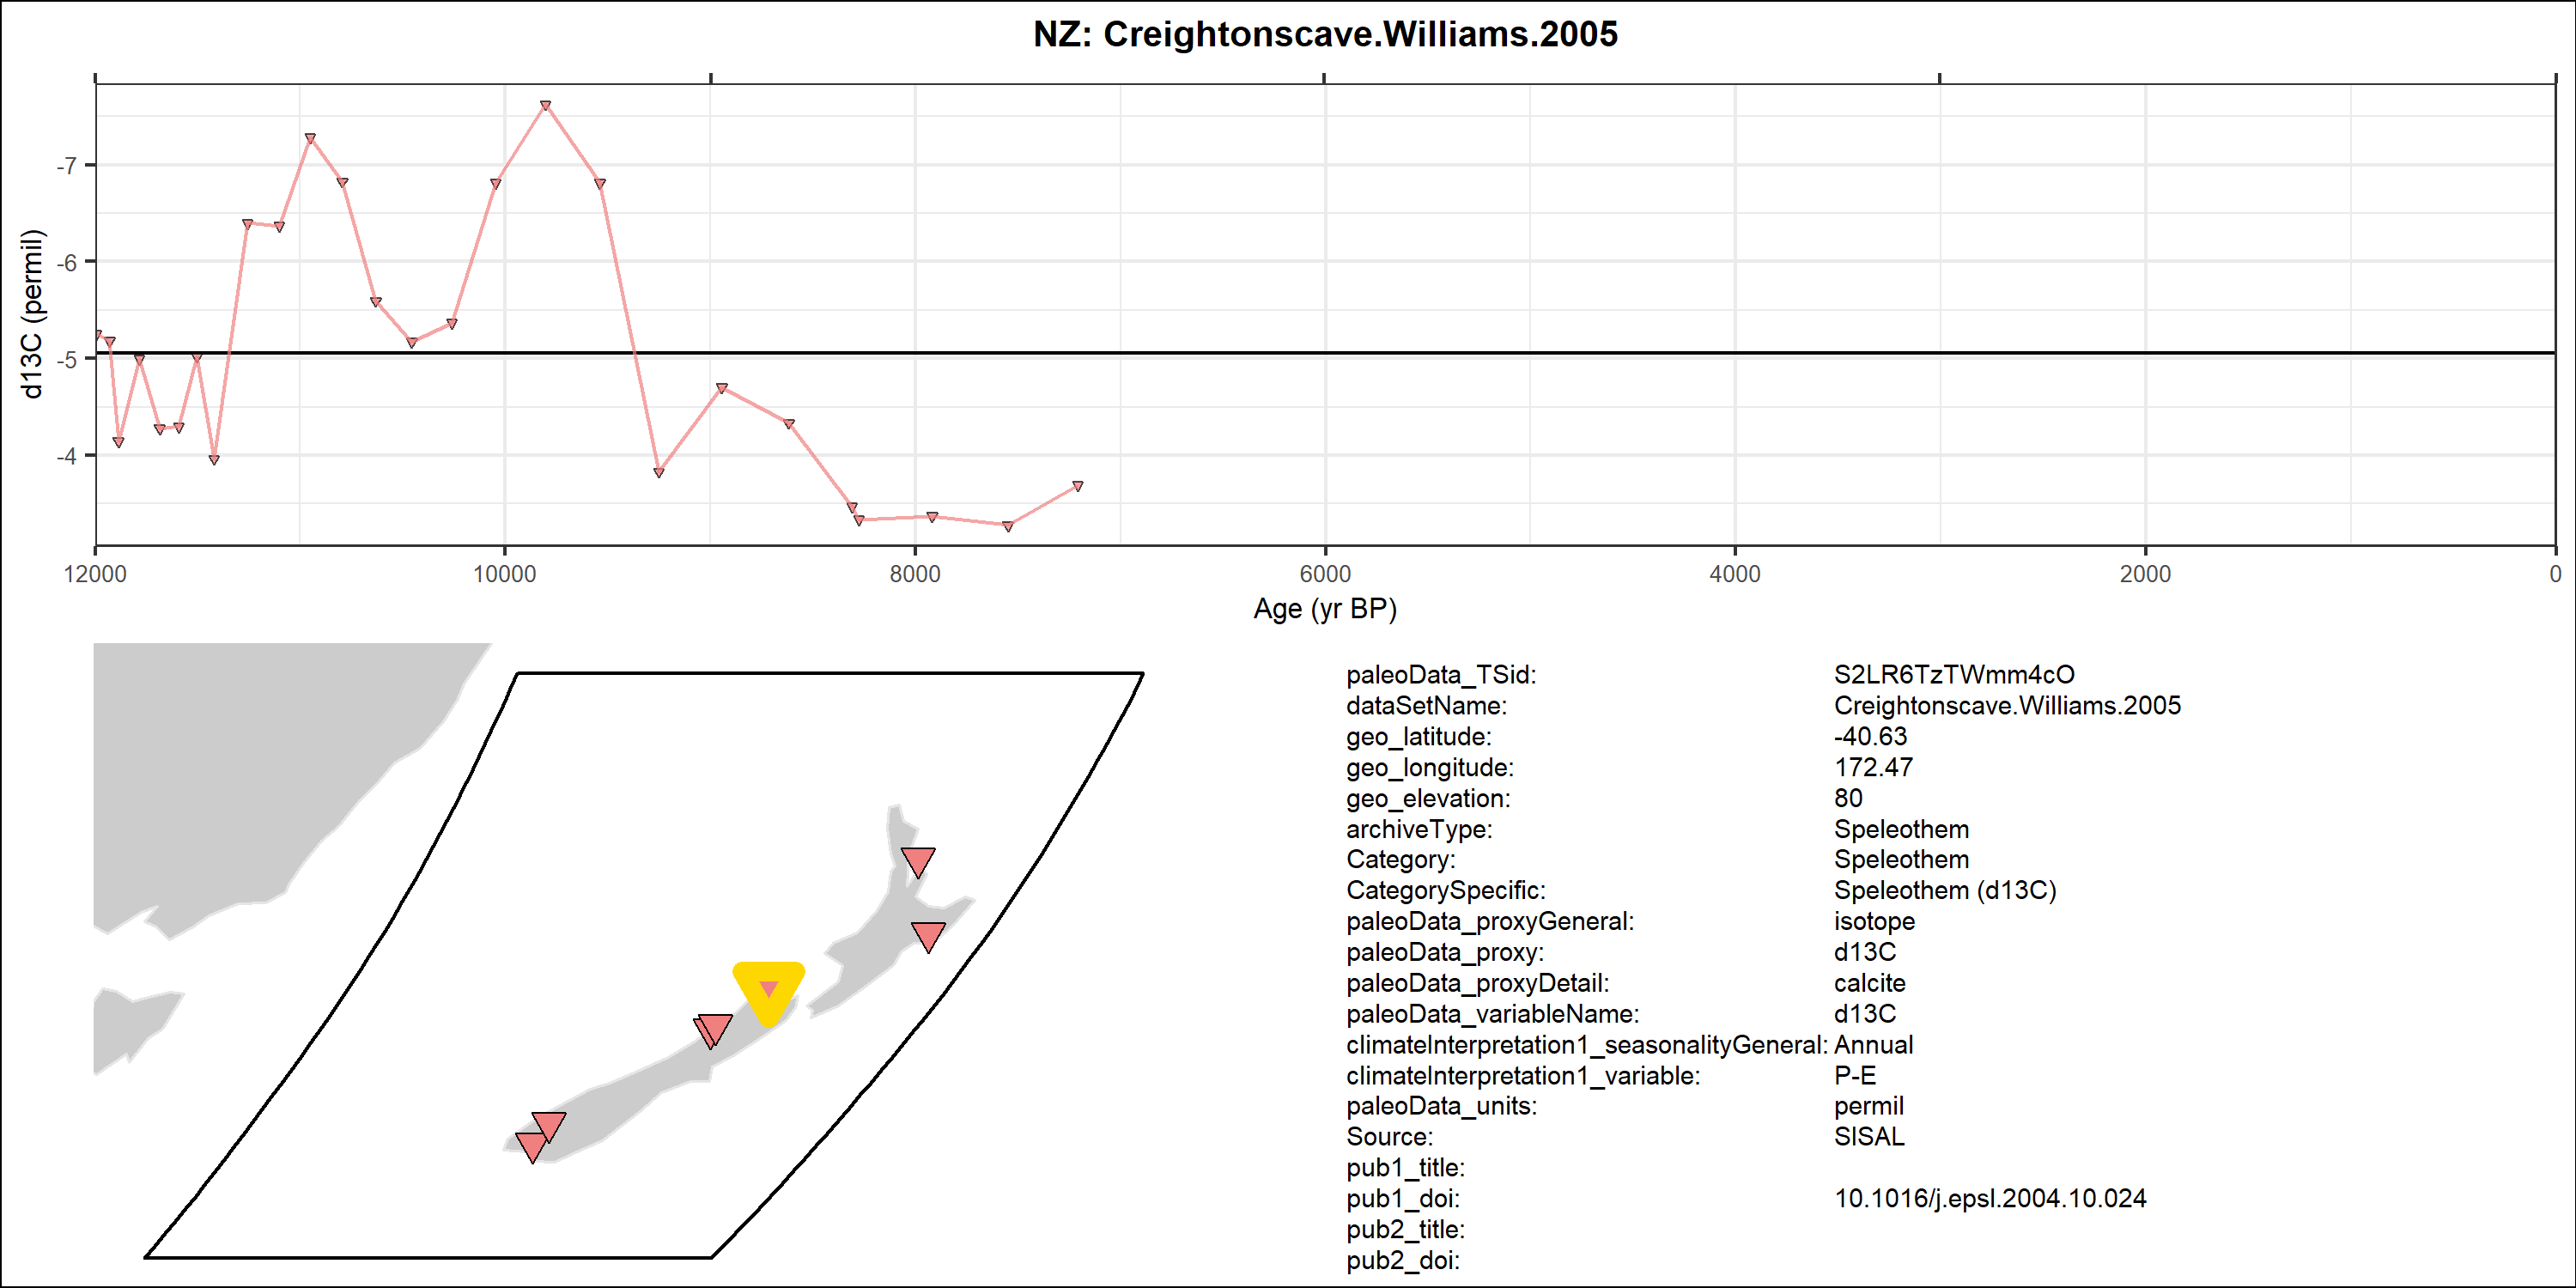 NZ: Creightonscave.Williams.2005
d13C (permil)
-7
-6
-5
-4
12000 10000 8000 6000 4000 2000 0
Age (yr BP)
paleoData_TSid: S2LR6TzTWmm4cO
dataSetName: Creightonscave.Williams.2005
geo_latitude: -40.63
geo_longitude: 172.47
geo_elevation: 80
archiveType: Speleothem
Category: Speleothem
CategorySpecific: Speleothem (d13C)
paleoData_proxyGeneral: isotope
paleoData_proxy: d13C
paleoData_proxyDetail: calcite
paleoData_variableName: d13C
climateInterpretation1_seasonalityGeneral: Annual
climateInterpretation1_variable: P-E
paleoData_units: permil
Source: SISAL
pub1_title:
pub1_doi: 10.1016/j.epsl.2004.10.024
pub2_title:
pub2_doi: